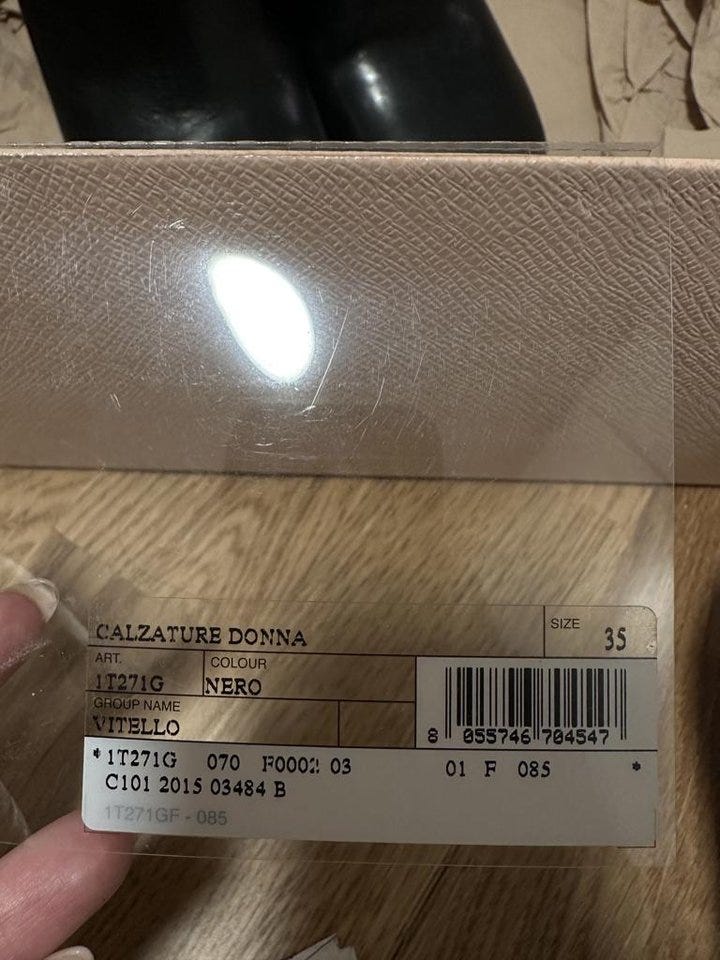 CALZATURE DONNA
SIZE 35
ART. COLOUR
1T271G NERO
GROUP NAME
VITELLO
8 055746 704547
* 1T271G 070 F0002 03 01 F 085 *
C101 2015 03484 B
1T271GF - 085